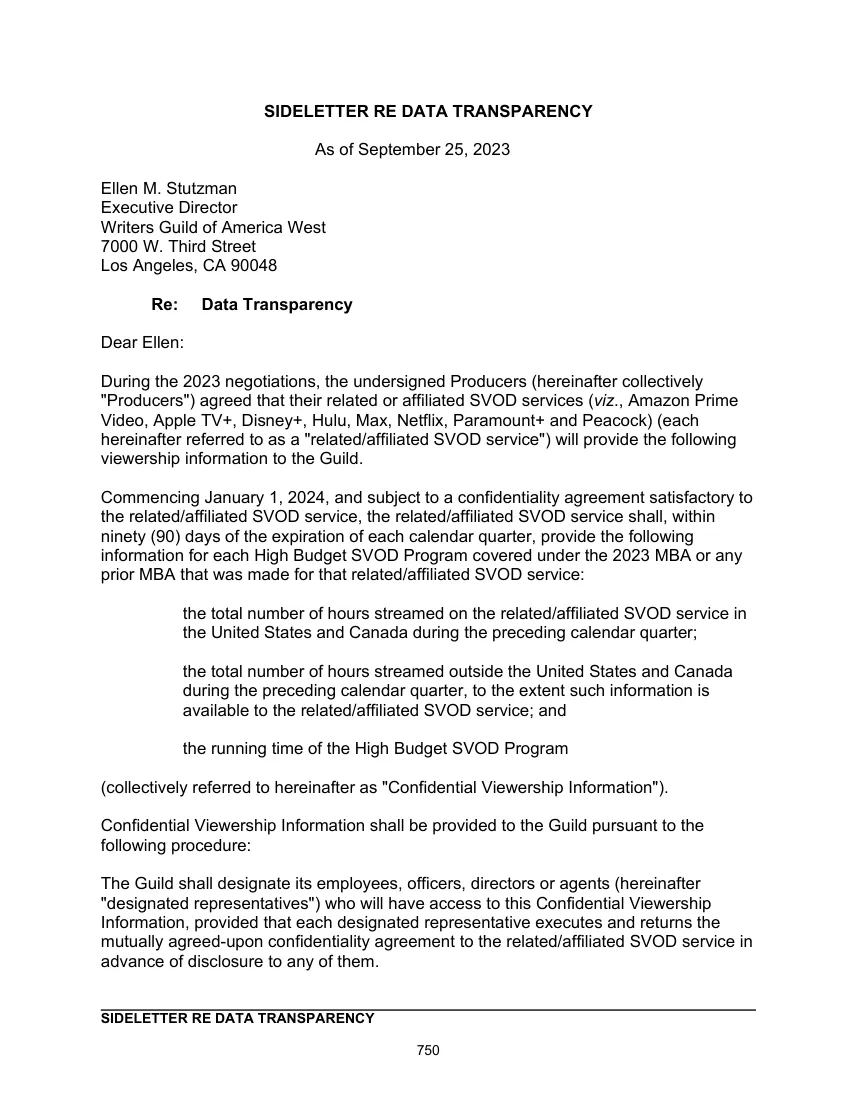 SIDELETTER RE DATA TRANSPARENCY
As of September 25, 2023
Ellen M. Stutzman
Executive Director
Writers Guild of America West
7000 W. Third Street
Los Angeles, CA 90048
Re: Data Transparency
Dear Ellen:
During the 2023 negotiations, the undersigned Producers (hereinafter collectively
"Producers") agreed that their related or affiliated SVOD services (viz., Amazon Prime
Video, Apple TV+, Disney+, Hulu, Max, Netflix, Paramount+ and Peacock) (each
hereinafter referred to as a "related/affiliated SVOD service") will provide the following
viewership information to the Guild.
Commencing January 1, 2024, and subject to a confidentiality agreement satisfactory to
the related/affiliated SVOD service, the related/affiliated SVOD service shall, within
ninety (90) days of the expiration of each calendar quarter, provide the following
information for each High Budget SVOD Program covered under the 2023 MBA or any
prior MBA that was made for that related/affiliated SVOD service:
the total number of hours streamed on the related/affiliated SVOD service in
the United States and Canada during the preceding calendar quarter;
the total number of hours streamed outside the United States and Canada
during the preceding calendar quarter, to the extent such information is
available to the related/affiliated SVOD service; and
the running time of the High Budget SVOD Program
(collectively referred to hereinafter as "Confidential Viewership Information").
Confidential Viewership Information shall be provided to the Guild pursuant to the
following procedure:
The Guild shall designate its employees, officers, directors or agents (hereinafter
"designated representatives") who will have access to this Confidential Viewership
Information, provided that each designated representative executes and returns the
mutually agreed-upon confidentiality agreement to the related/affiliated SVOD service in
advance of disclosure to any of them.
SIDELETTER RE DATA TRANSPARENCY
750